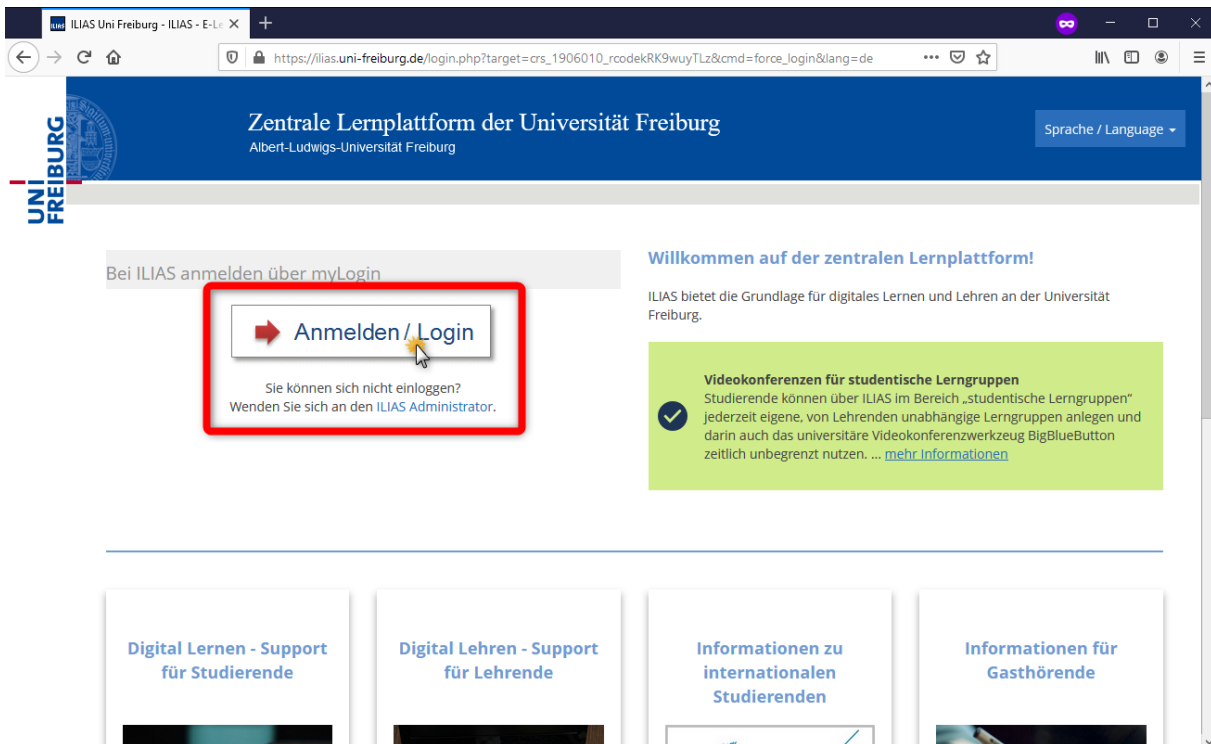 ILIAS Uni Freiburg - ILIAS - E-Le
https://ilias.uni-freiburg.de/login.php?target=crs_1906010_rcodekRK9wuyTLz&cmd=force_login&lang=de
UNI
FREIBURG
Zentrale Lernplattform der Universität Freiburg
Albert-Ludwigs-Universität Freiburg
Sprache / Language
Bei ILIAS anmelden über myLogin
Anmelden / Login
Sie können sich nicht einloggen?
Wenden Sie sich an den ILIAS Administrator.
Willkommen auf der zentralen Lernplattform!
ILIAS bietet die Grundlage für digitales Lernen und Lehren an der Universität
Freiburg.
Videokonferenzen für studentische Lerngruppen
Studierende können über ILIAS im Bereich „studentische Lerngruppen”
jederzeit eigene, von Lehrenden unabhängige Lerngruppen anlegen und
darin auch das universitäre Videokonferenzwerkzeug BigBlueButton
zeitlich unbegrenzt nutzen. ... mehr Informationen
Digital Lernen - Support
für Studierende
Digital Lehren - Support
für Lehrende
Informationen zu
internationalen
Studierenden
Informationen für
Gasthörende